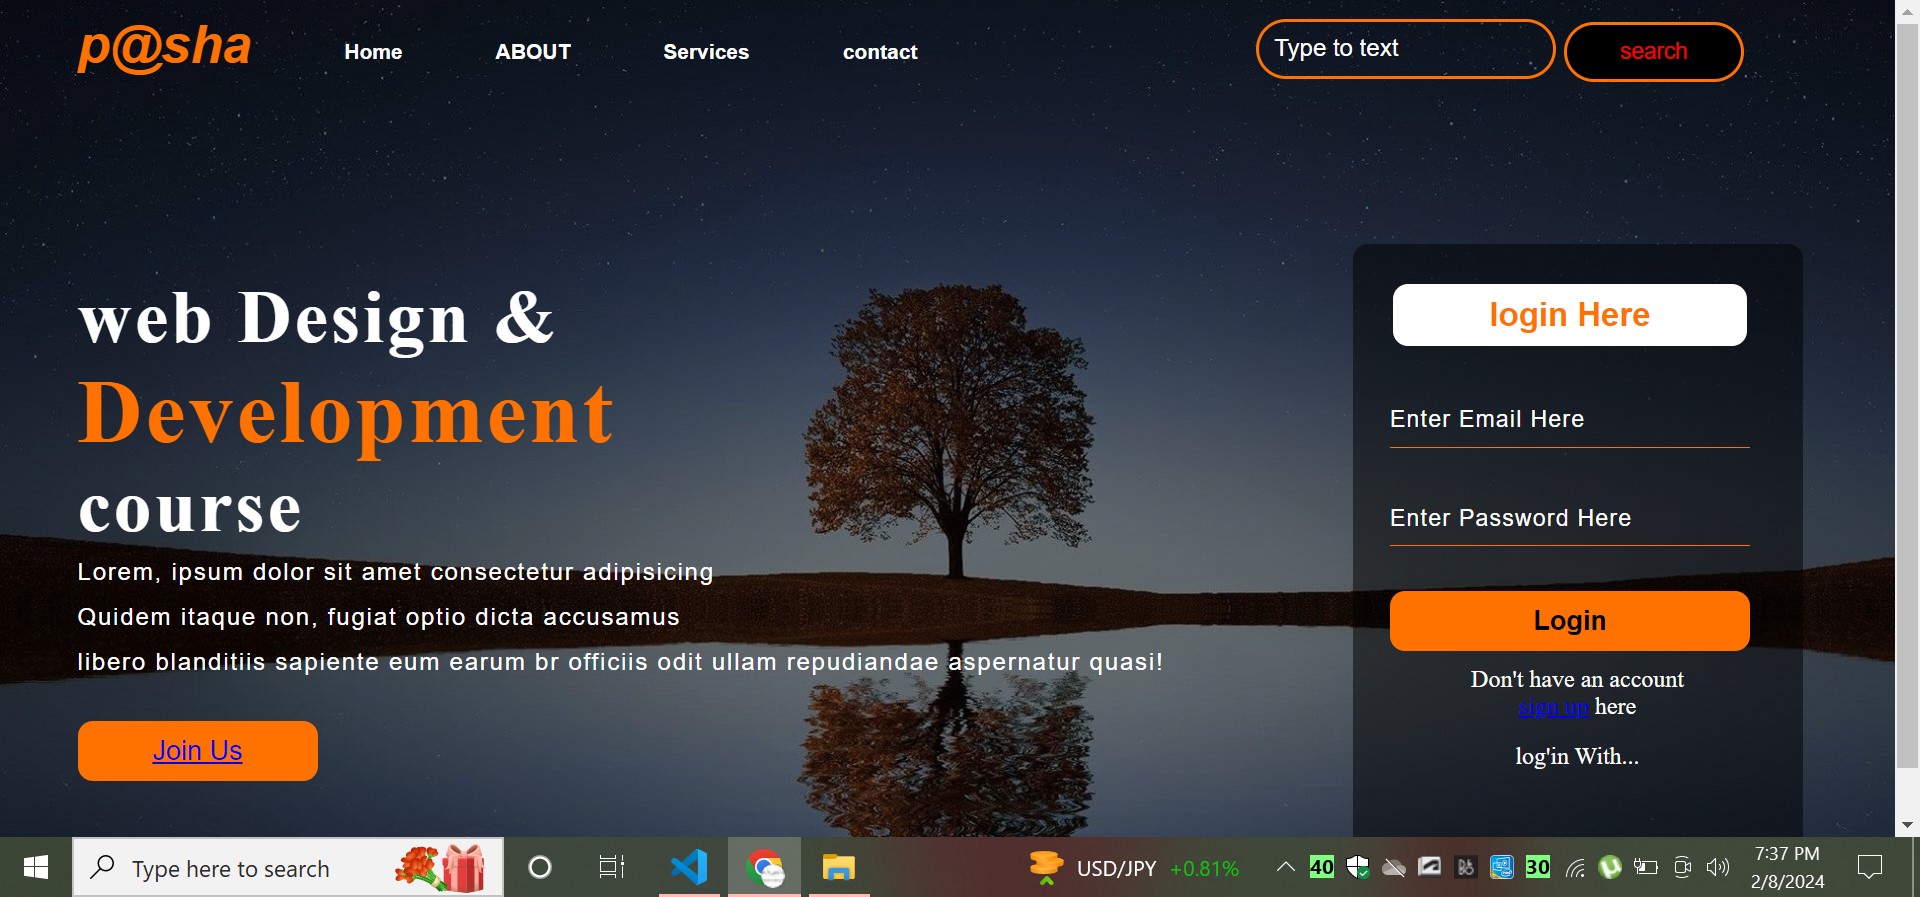 p@sha
Home ABOUT Services contact
Type to text search
web Design &
Development
course
Lorem, ipsum dolor sit amet consectetur adipisicing
Quidem itaque non, fugiat optio dicta accusamus
libero blanditiis sapiente eum earum br officiis odit ullam repudiandae aspernatur quasi!
Join Us
login Here
Enter Email Here
Enter Password Here
Login
Don't have an account
sign up here
log'in With...
Type here to search
USD/JPY +0.81%
40
30
7:37 PM
2/8/2024